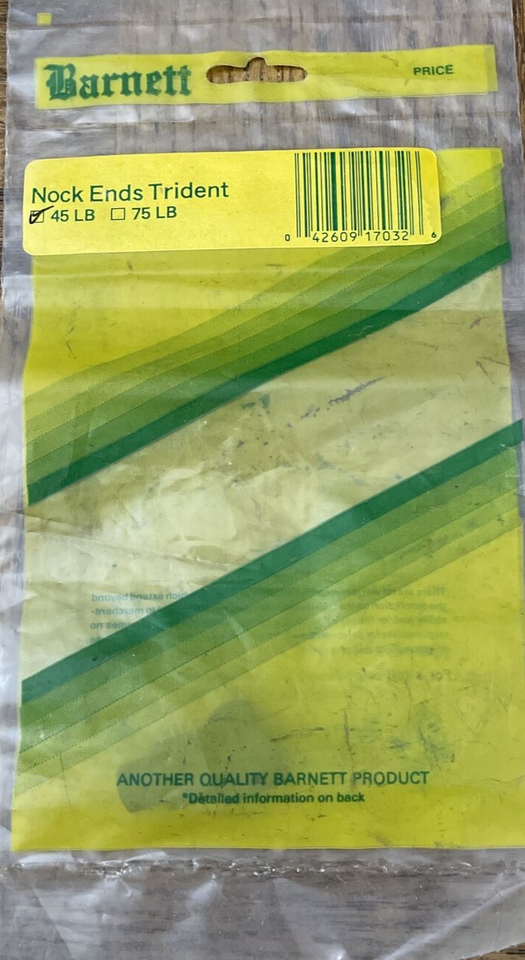 Barnett
PRICE
Nock Ends Trident
45 LB 75 LB
0 42609 17032 6
ANOTHER QUALITY BARNETT PRODUCT
*Detailed information on back